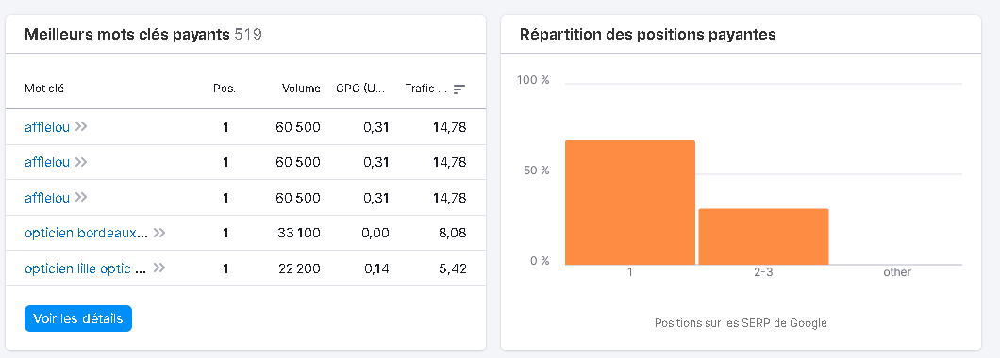 Meilleurs mots clés payants 519
Mot clé Pos. Volume CPC (U... Trafic ...
afflelou 1 60 500 0,31 14,78
afflelou 1 60 500 0,31 14,78
afflelou 1 60 500 0,31 14,78
opticien bordeaux... 1 33 100 0,00 8,08
opticien lille optic ... 1 22 200 0,14 5,42
Voir les détails
Répartition des positions payantes
100 %
50 %
0 %
1 2-3 other
Positions sur les SERP de Google